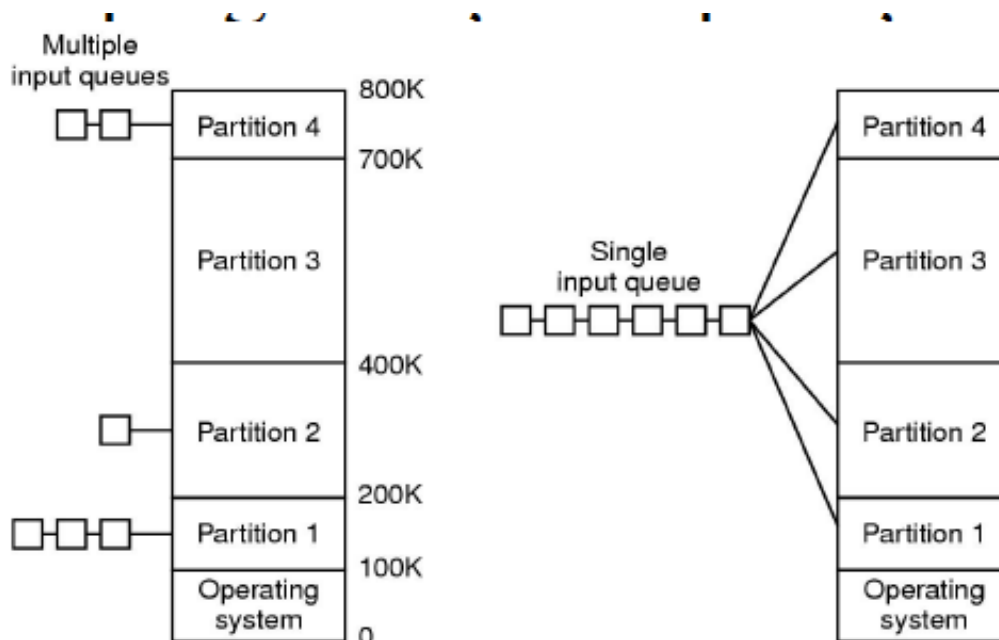 Multiple
input queues
800K
Partition 4
700K
Partition 3
400K
Partition 2
200K
Partition 1
100K
Operating
system
0
Single
input queue
Partition 4
Partition 3
Partition 2
Partition 1
Operating
system